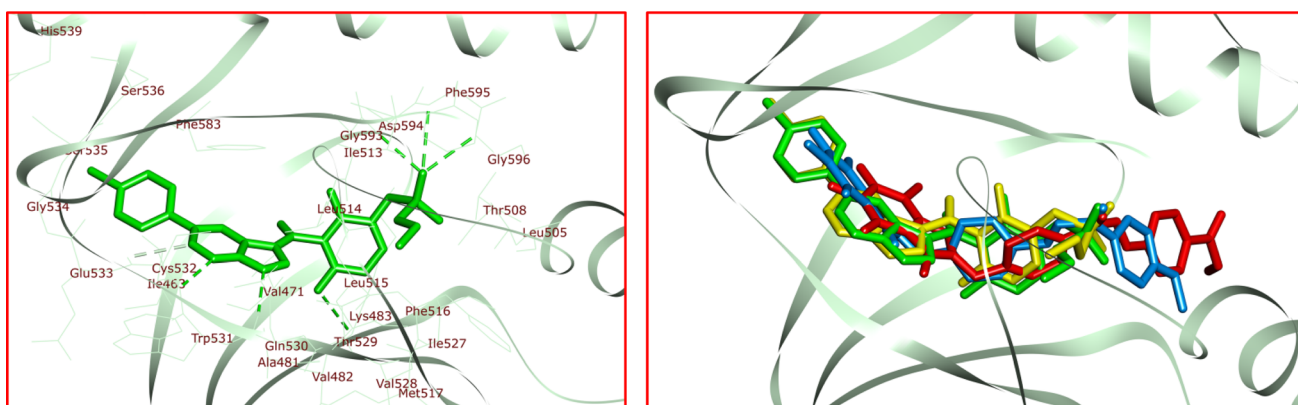 His539
Ser536
Phe595
Phe583
Asp594
Gly593
Ile513
Ser535
Gly596
Gly534
Leu514
Thr508
Leu505
Glu533
Cys532
Ile463
Val471
Leu515
Lys483
Phe516
Trp531
Gln530
Thr529
Ile527
Ala481
Val482
Val528
Met517